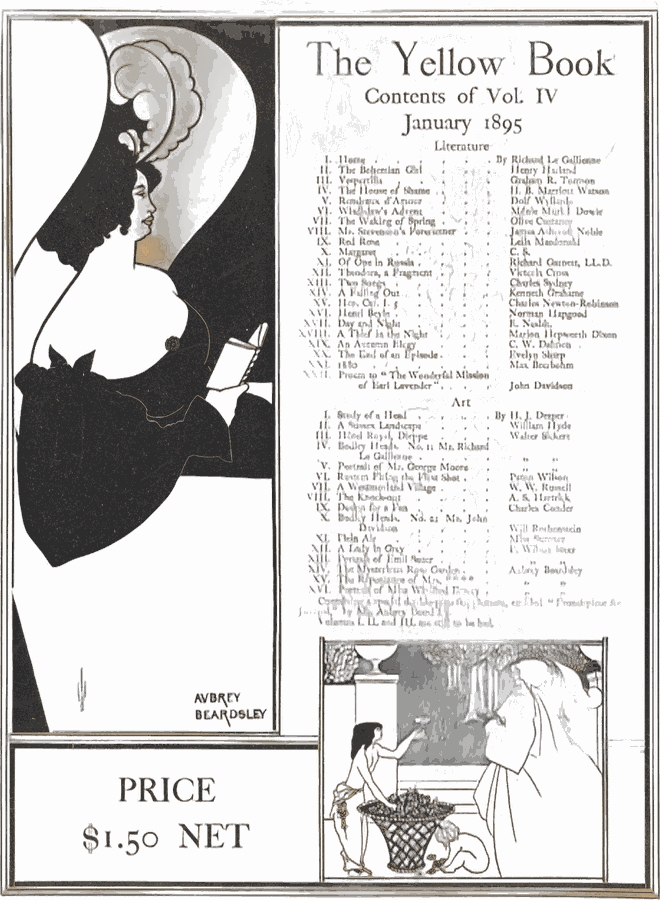 The Yellow Book
Contents of Vol. IV
January 1895
Literature
I. Home . . . . By Richard Le Gallienne
II. The Bohemian Girl . . . Henry Harland
III. Vespertilia . . . Graham R. Tomson
IV. The House of Shame . . . H. B. Marriott Watson
V. Rondeaux d'Amour . . . Dolf Wyllarde
VI. Wladislaw's Advent . . . Ménie Muriel Dowie
VII. The Waking of Spring . . . Olive Custance
VIII. Mr. Stevenson's Forerunner . . . James Ashcroft Noble
IX. Red Rose . . . Leila Macdonald
X. Margaret . . . C. S.
XI. Of One in Russia . . . Richard Garnett, LL.D.
XII. Theodora, a Fragment . . . Victoria Cross
XIII. Two Songs . . . Charles Sydney
XIV. A Falling Out . . . Kenneth Grahame
XV. Hor. Car. I. 5 . . . Charles Newton-Robinson
XVI. Henri Beyle . . . Norman Hapgood
XVII. Day and Night . . . E. Nesbit
XVIII. A Thief in the Night . . . Marion Hepworth Dixon
XIX. An Autumn Elegy . . . C. W. Dalmon
XX. The End of an Episode . . . Evelyn Sharp
XXI. 1880 . . . Max Beerbohm
XXII. Proem to "The Wonderful Mission
of Earl Lavender" . . . John Davidson
Art
I. Study of a Head . . . By H. J. Draper
II. A Sussex Landscape . . . William Hyde
III. Hôtel Royal, Dieppe . . . Walter Sickert
IV. Bodley Heads. No. 1: Mr. Richard
Le Gallienne . . . " "
V. Portrait of Mr. George Moore . . . " "
VI. Rustem Firing the First Shot . . . Patten Wilson
VII. A Westmorland Village . . . W. W. Russell
VIII. The Knock-out . . . A. S. Hartrick
IX. Design for a Fan . . . Charles Conder
X. Bodley Heads. No. 2: Mr. John
Davidson . . . Will Rothenstein
XI. Plein Air . . . Miss Sumner
XII. A Lady in Grey . . . P. Wilson Steer
XIII. Portrait of Emil Sauer . . . " "
XIV. The Mysterious Rose Garden . . . Aubrey Beardsley
XV. The Repentance of Mrs. **** . . . " "
XVI. Portrait of Miss Winifred Emery . . . " "
by Aubrey Beardsley
Volumes I. II. and III. are still to be had.
AVBREY
BEARDSLEY
PRICE
$1.50 NET